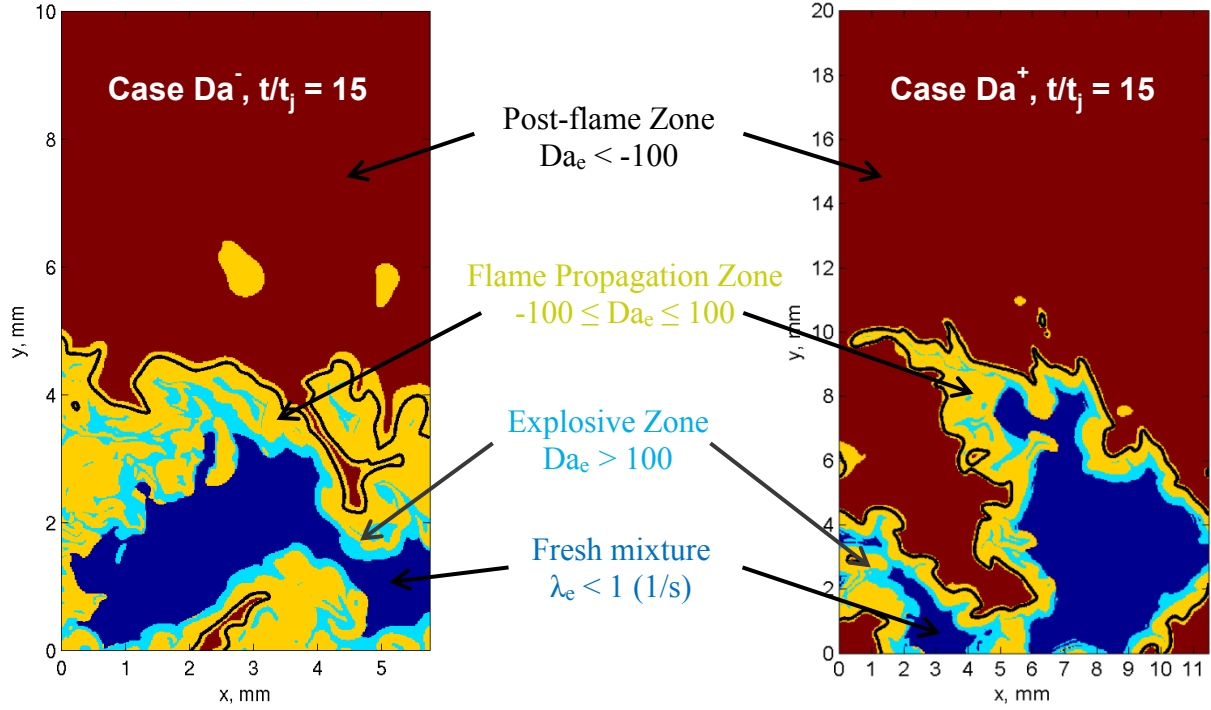 Case Da⁻, t/tⱼ = 15
Case Da⁺, t/tⱼ = 15
Post-flame Zone
Daₑ < -100
Flame Propagation Zone
-100 ≤ Daₑ ≤ 100
Explosive Zone
Daₑ > 100
Fresh mixture
λₑ < 1 (1/s)
10
8
6
4
2
0
y, mm
0 1 2 3 4 5
x, mm
20
18
16
14
12
10
8
6
4
2
0
y, mm
0 1 2 3 4 5 6 7 8 9 10 11
x, mm